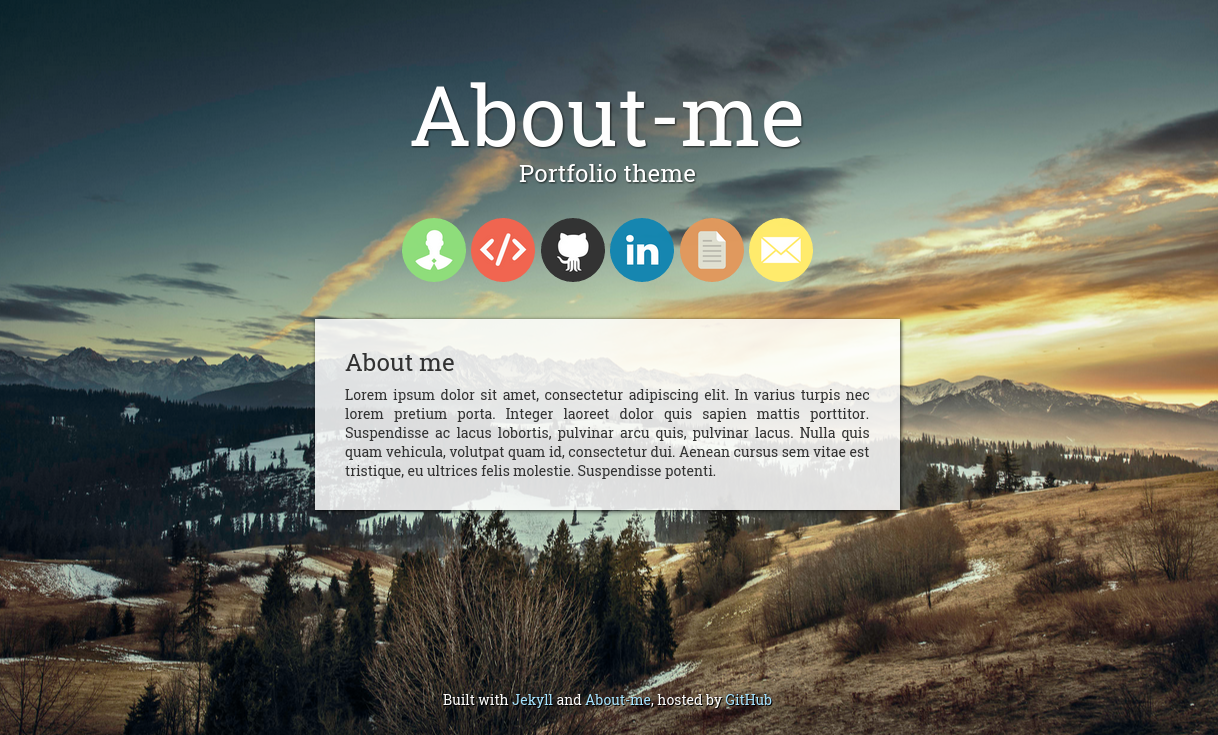 About-me
Portfolio theme
</>
in
About me
Lorem ipsum dolor sit amet, consectetur adipiscing elit. In varius turpis nec
lorem pretium porta. Integer laoreet dolor quis sapien mattis porttitor.
Suspendisse ac lacus lobortis, pulvinar arcu quis, pulvinar lacus. Nulla quis
quam vehicula, volutpat quam id, consectetur dui. Aenean cursus sem vitae est
tristique, eu ultrices felis molestie. Suspendisse potenti.
Built with Jekyll and About-me, hosted by GitHub